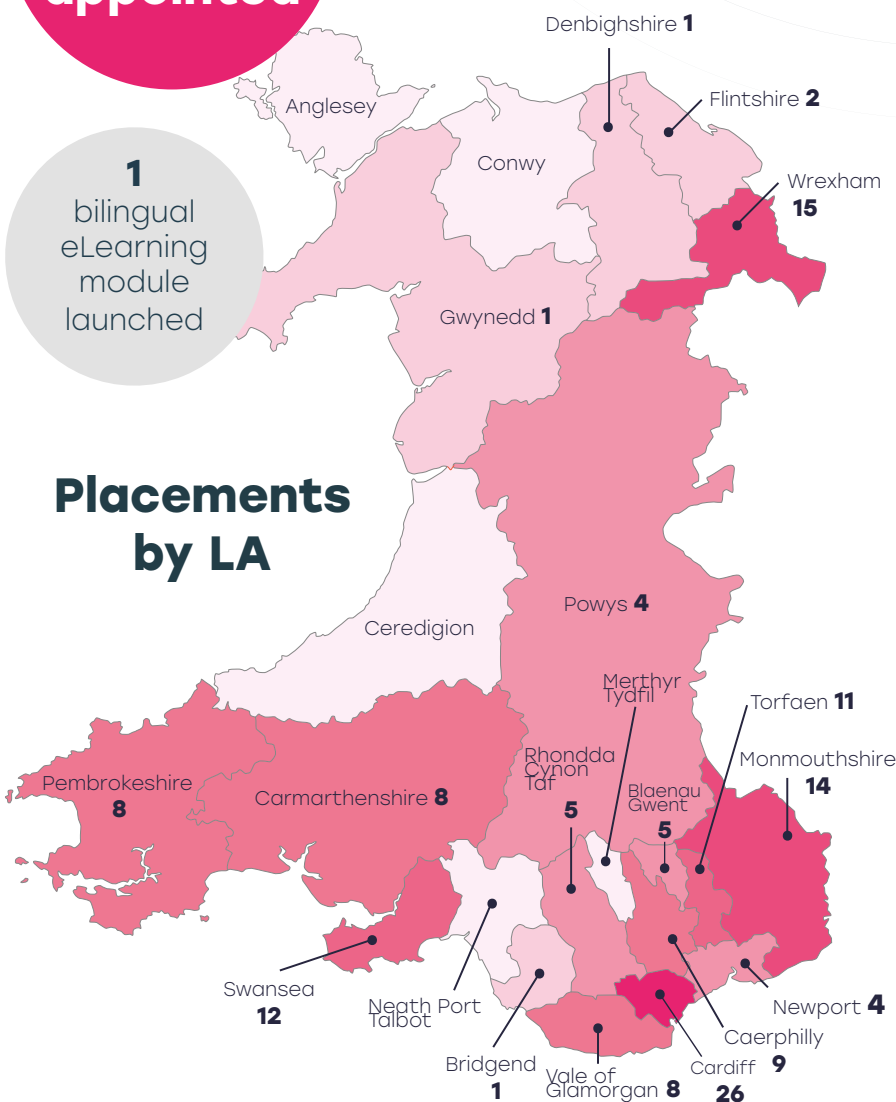 appointed
Denbighshire 1
Anglesey
Flintshire 2
Conwy
1
bilingual
eLearning
module
launched
Wrexham
15
Gwynedd 1
Placements
by LA
Powys 4
Ceredigion
Merthyr
Tydfil
Torfaen 11
Rhondda
Cynon
Taf
5
Monmouthshire
14
Pembrokeshire
8
Carmarthenshire 8
Blaenau
Gwent
5
Swansea
12
Neath Port
Talbot
Newport 4
Caerphilly
9
Bridgend
1
Vale of
Glamorgan 8
Cardiff
26